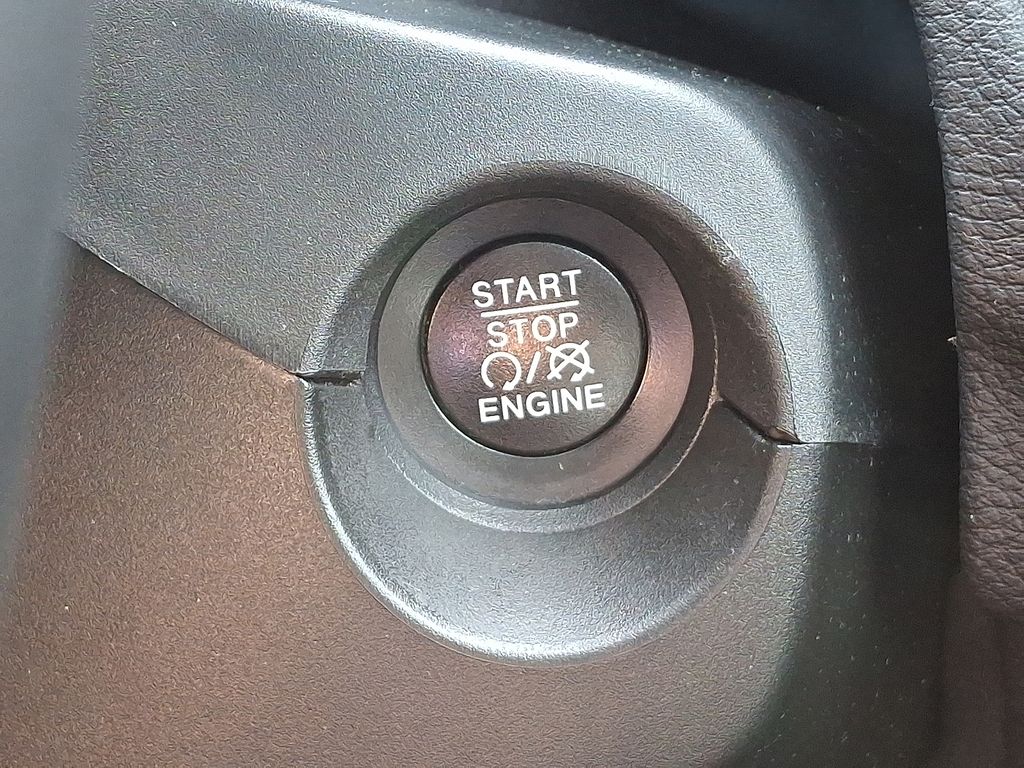 START
STOP
/
ENGINE